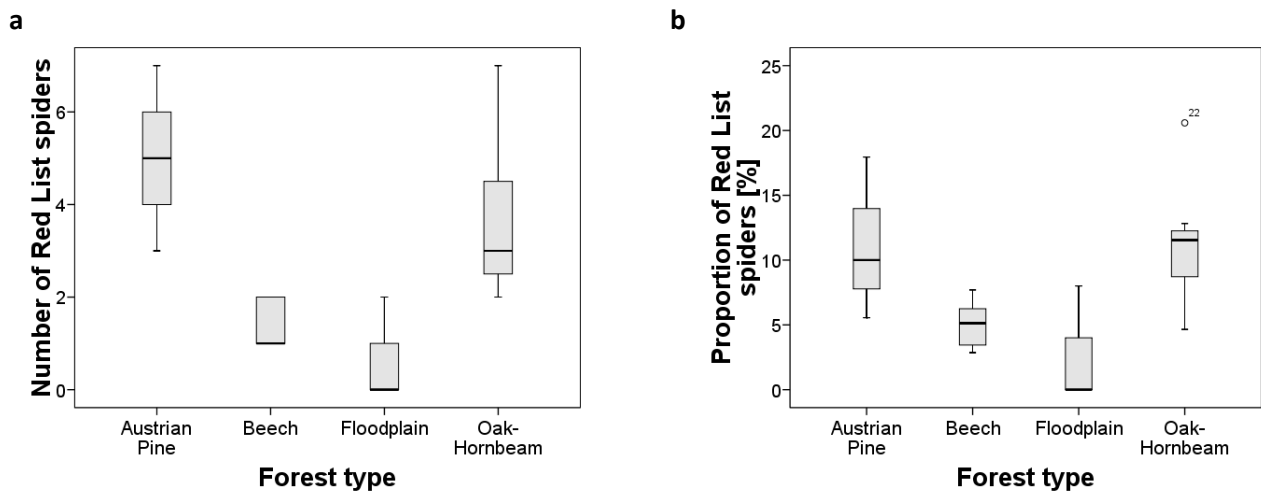 a
Number of Red List spiders
6
4
2
0
Austrian
Pine
Beech
Floodplain
Oak-
Hornbeam
Forest type
b
Proportion of Red List
spiders [%]
25
20
15
10
5
0
22
Austrian
Pine
Beech
Floodplain
Oak-
Hornbeam
Forest type